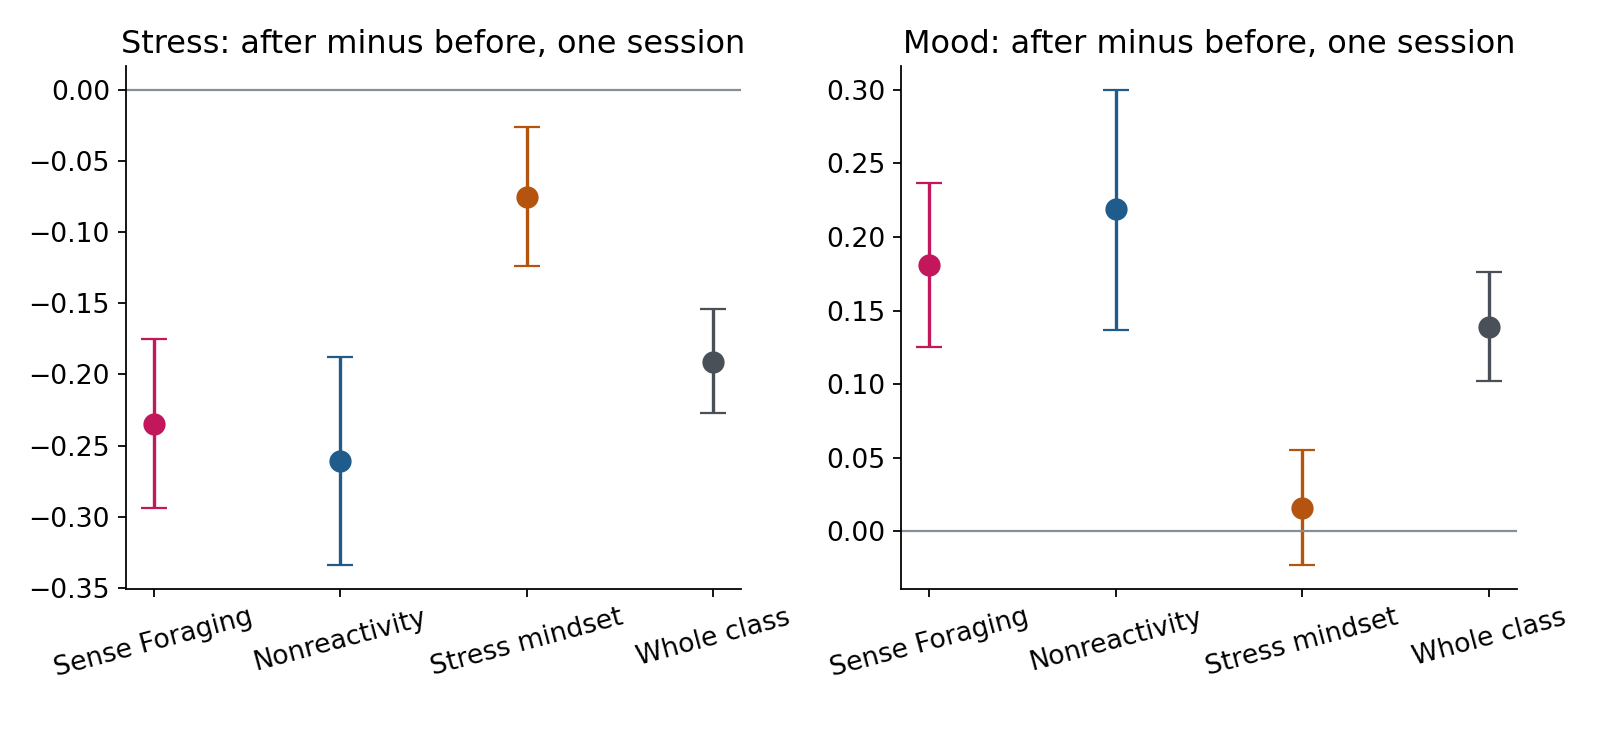 Stress: after minus before, one session
0.00
−0.05
−0.10
−0.15
−0.20
−0.25
−0.30
−0.35
Sense Foraging
Nonreactivity
Stress mindset
Whole class
Mood: after minus before, one session
0.30
0.25
0.20
0.15
0.10
0.05
0.00
Sense Foraging
Nonreactivity
Stress mindset
Whole class